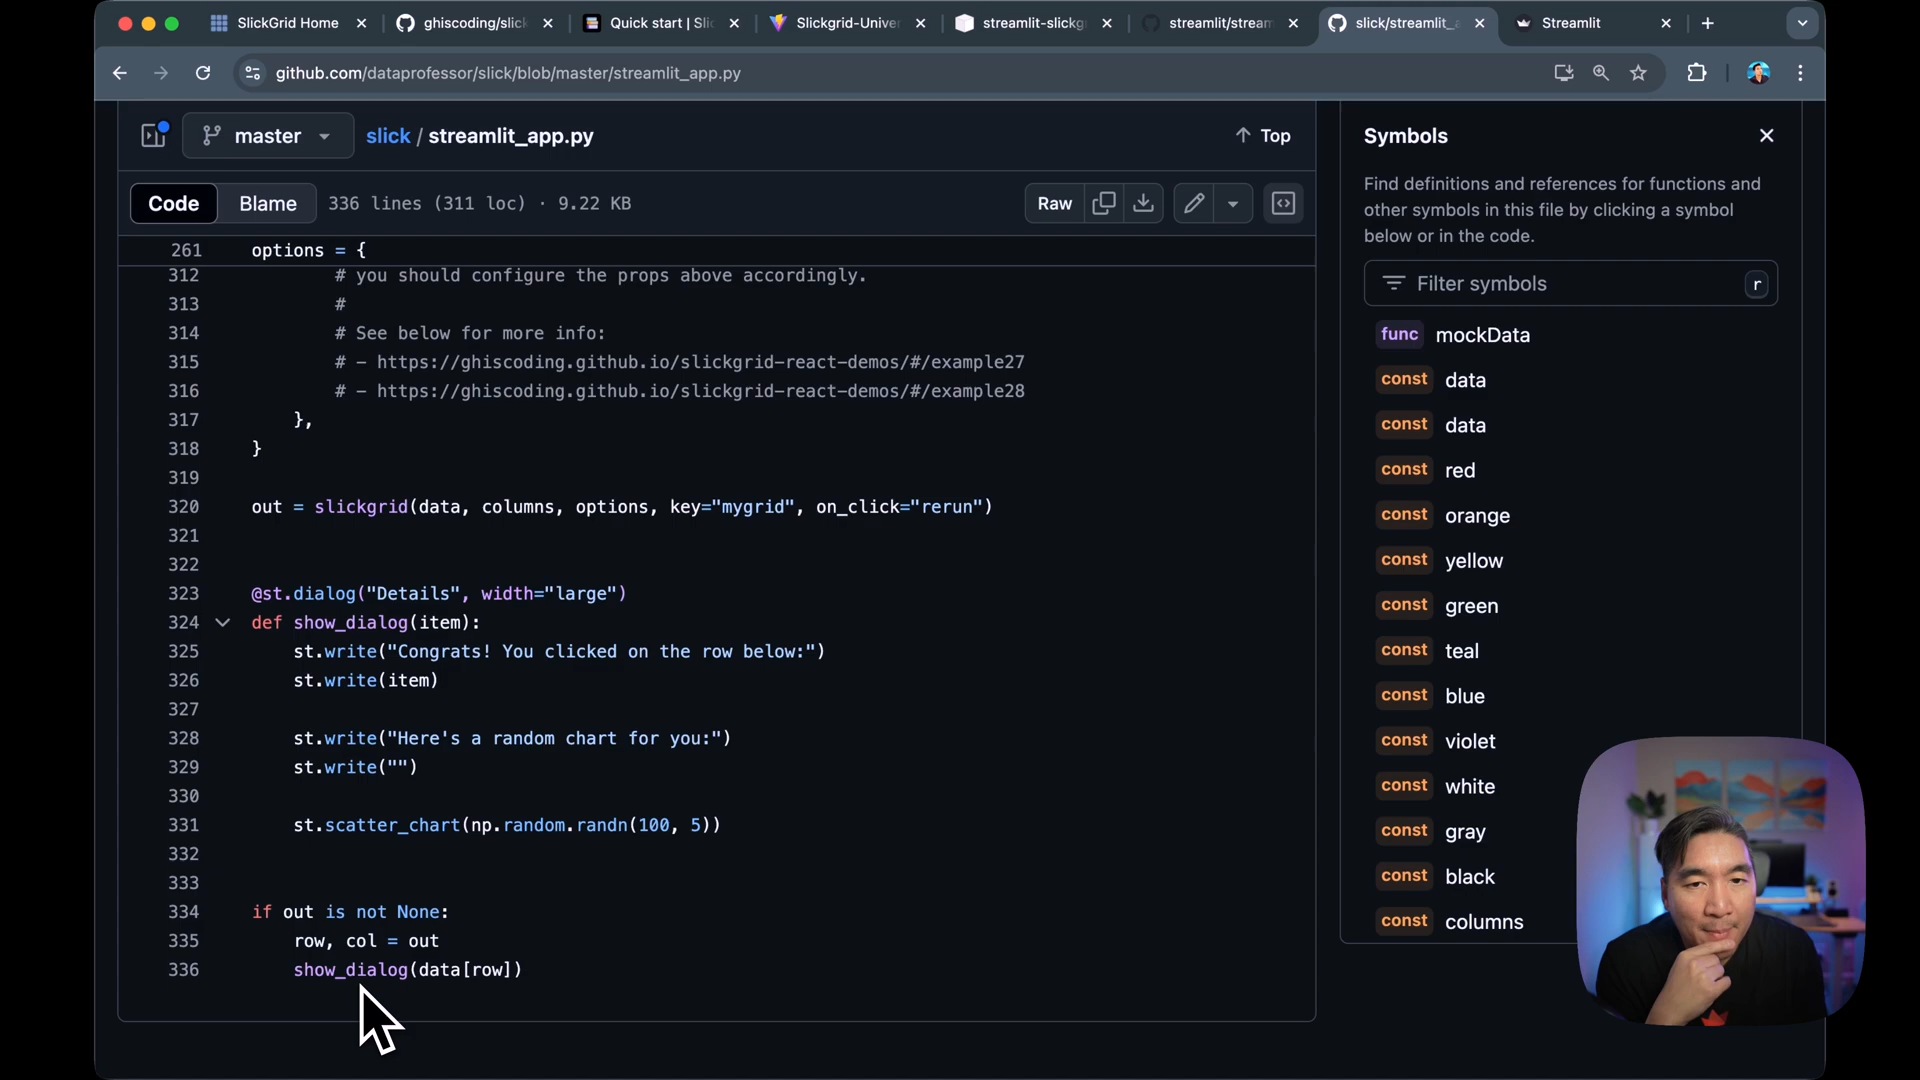 SlickGrid Home
ghiscoding/slick
Quick start | Slic
Slickgrid-Univer
streamlit-slickg
streamlit/stream
slick/streamlit_a
Streamlit
github.com/dataprofessor/slick/blob/master/streamlit_app.py
master
slick / streamlit_app.py
Top
Code
Blame
336 lines (311 loc) · 9.22 KB
Raw
261 options = {
312 # you should configure the props above accordingly.
313 #
314 # See below for more info:
315 # - https://ghiscoding.github.io/slickgrid-react-demos/#/example27
316 # - https://ghiscoding.github.io/slickgrid-react-demos/#/example28
317 },
318 }
319
320 out = slickgrid(data, columns, options, key="mygrid", on_click="rerun")
321
322
323 @st.dialog("Details", width="large")
324 def show_dialog(item):
325 st.write("Congrats! You clicked on the row below:")
326 st.write(item)
327
328 st.write("Here's a random chart for you:")
329 st.write("")
330
331 st.scatter_chart(np.random.randn(100, 5))
332
333
334 if out is not None:
335 row, col = out
336 show_dialog(data[row])
Symbols
Find definitions and references for functions and
other symbols in this file by clicking a symbol
below or in the code.
Filter symbols
r
func mockData
const data
const data
const red
const orange
const yellow
const green
const teal
const blue
const violet
const white
const gray
const black
const columns